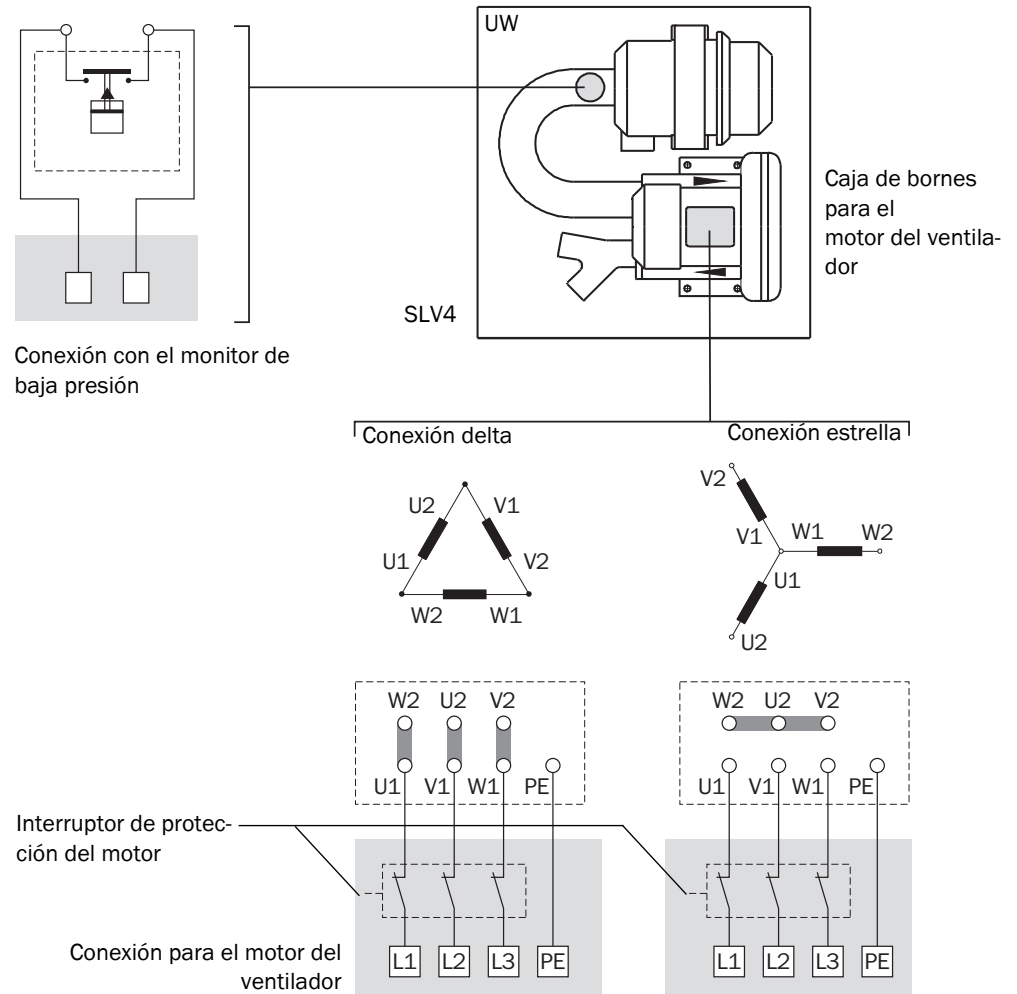 UW
Caja de bornes
para el
motor del ventila-
dor
SLV4
Conexión con el monitor de
baja presión
Conexión delta
Conexión estrella
U2 V1
U1 V2
W2 W1
V2
V1 W1 W2
U1
U2
W2 U2 V2
U1 V1 W1 PE
W2 U2 V2
U1 V1 W1 PE
Interruptor de protec-
ción del motor
Conexión para el motor del
ventilador
L1 L2 L3 PE
L1 L2 L3 PE